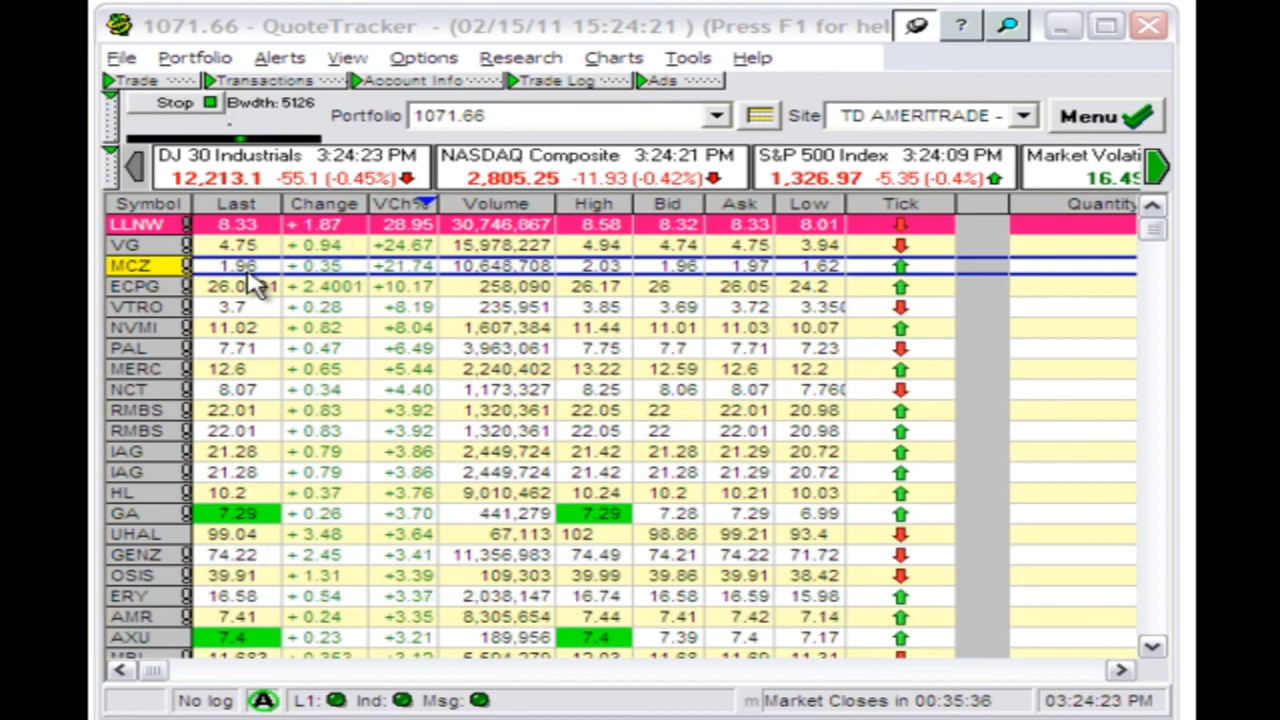 1071.66 - QuoteTracker - (02/15/11 15:24:21 ) (Press F1 for hel
File Portfolio Alerts View Options Research Charts Tools Help
Trade Transactions Account Info Trade Log Ads
Stop Bwdth: 5126 Portfolio 1071.66 Site TD AMERITRADE - Menu
DJ 30 Industrials 3:24:23 PM NASDAQ Composite 3:24:21 PM S&P 500 Index 3:24:09 PM Market Volati
12,213.1 -55.1 (-0.45%) 2,805.25 -11.93 (-0.42%) 1,326.97 -5.35 (-0.4%) 16.49
Symbol Last Change VCh% Volume High Bid Ask Low Tick Quantity
LLNW 8.33 + 1.87 28.95 30,746,867 8.58 8.32 8.33 8.01
VG 4.75 + 0.94 +24.67 15,978,227 4.94 4.74 4.75 3.94
MCZ 1.96 + 0.35 +21.74 10,648,708 2.03 1.96 1.97 1.62
ECPG + 2.4001 +10.17 258,090 26.17 26 26.05 24.2
VTRO 3.7 + 0.28 +8.19 235,951 3.85 3.69 3.72 3.350
NVMI 11.02 + 0.82 +8.04 1,607,384 11.44 11.01 11.03 10.07
PAL 7.71 + 0.47 +6.49 3,963,061 7.75 7.7 7.71 7.23
MERC 12.6 + 0.65 +5.44 2,240,402 13.22 12.59 12.6 12.2
NCT 8.07 + 0.34 +4.40 1,173,327 8.25 8.06 8.07 7.760
RMBS 22.01 + 0.83 +3.92 1,320,361 22.05 22 22.01 20.98
RMBS 22.01 + 0.83 +3.92 1,320,361 22.05 22 22.01 20.98
IAG 21.28 + 0.79 +3.86 2,449,724 21.42 21.28 21.29 20.72
IAG 21.28 + 0.79 +3.86 2,449,724 21.42 21.28 21.29 20.72
HL 10.2 + 0.37 +3.76 9,010,462 10.24 10.2 10.21 10.03
GA 7.29 + 0.26 +3.70 441,279 7.29 7.28 7.29 6.99
UHAL 99.04 + 3.48 +3.64 67,113 102 98.86 99.21 93.4
GENZ 74.22 + 2.45 +3.41 11,356,983 74.49 74.21 74.22 71.72
OSIS 39.91 + 1.31 +3.39 109,303 39.99 39.86 39.91 38.42
ERY 16.58 + 0.54 +3.37 2,038,147 16.74 16.58 16.59 15.98
AMR 7.41 + 0.24 +3.35 8,305,654 7.44 7.41 7.42 7.14
AXU 7.4 + 0.23 +3.21 189,956 7.4 7.39 7.4 7.17
No log A L1: Ind: Msg: Market Closes in 00:35:36 03:24:23 PM